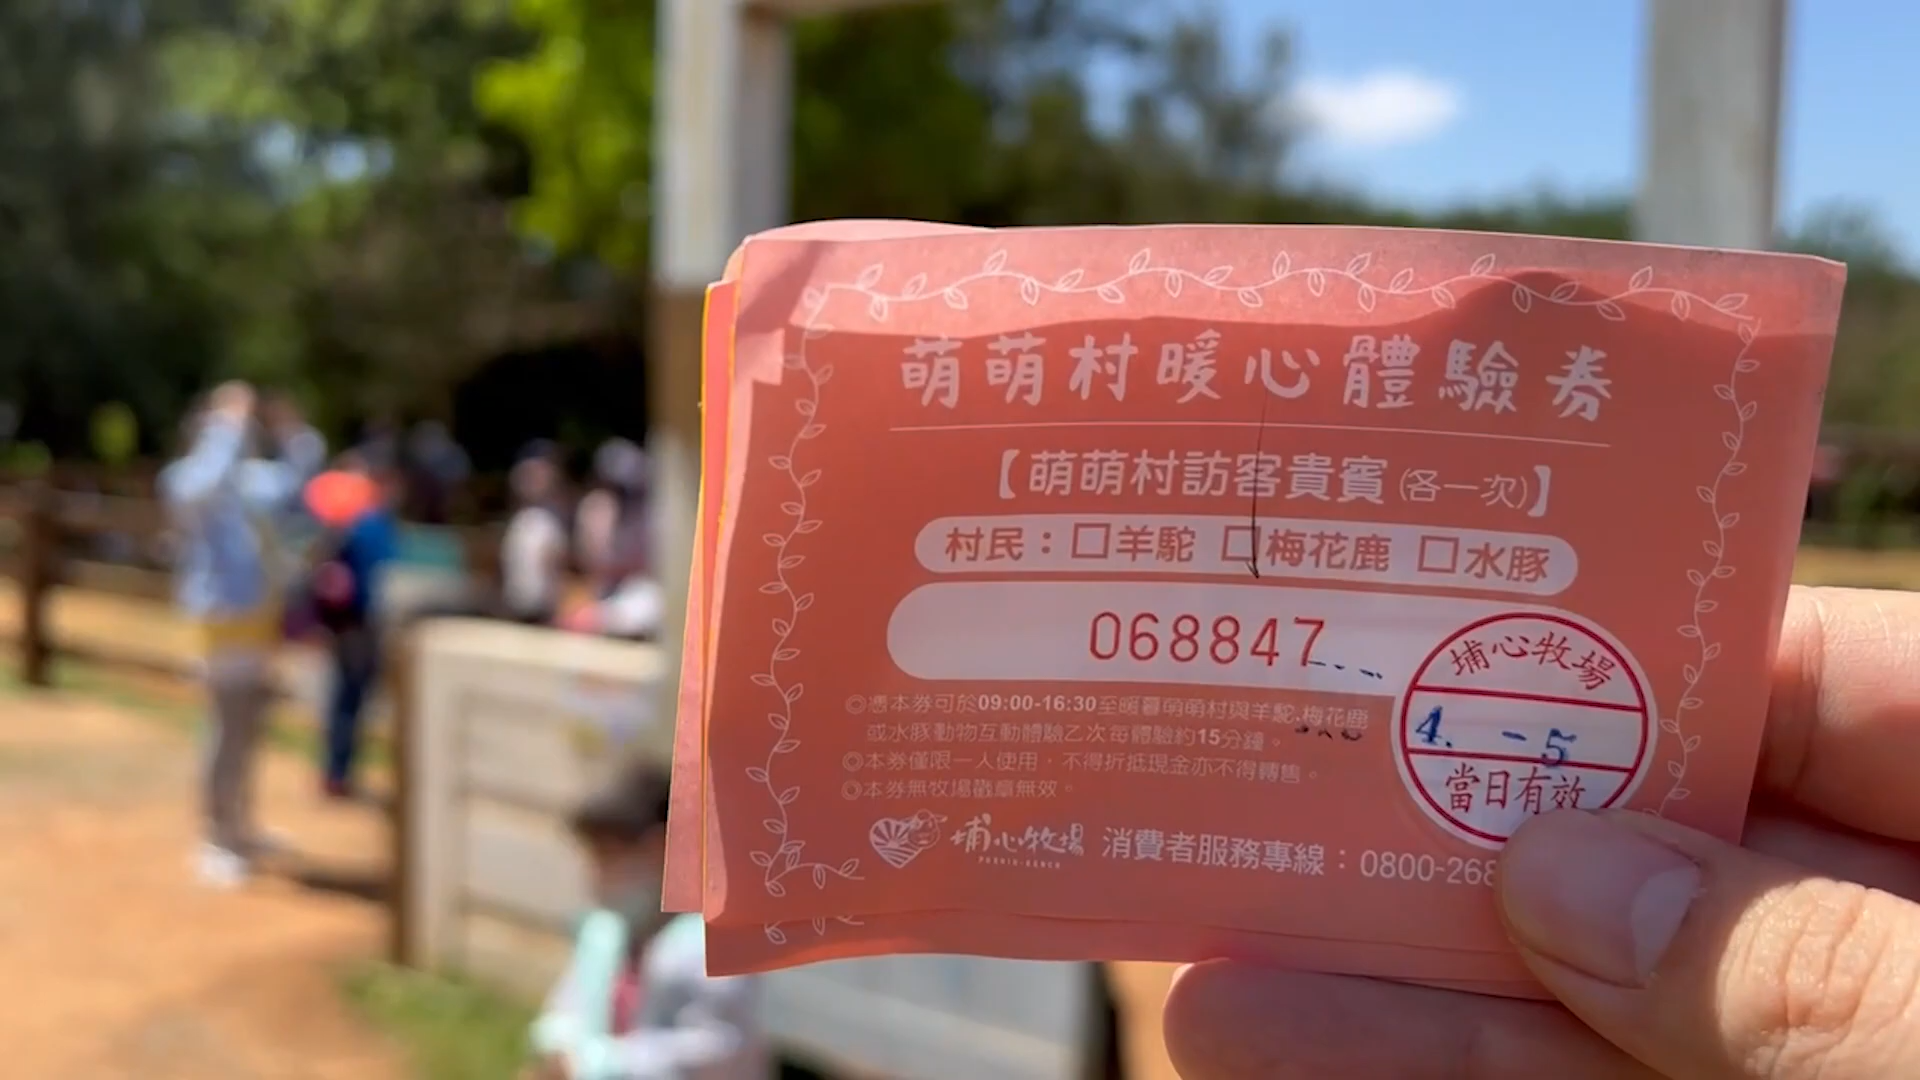 萌萌村暖心體驗券
【萌萌村訪客貴賓(各一次)】
村民：□羊駝 □梅花鹿 □水豚
068847
◎憑本券可於09:00-16:30至暖暮萌萌村與羊駝.梅花鹿
或水豚動物互動體驗乙次每體驗約15分鐘。
◎本券僅限一人使用，不得折抵現金亦不得轉售。
◎本券無牧場戳章無效。
埔心牧場
4. -5
當日有效
埔心牧場 消費者服務專線：0800-268
PUSHIN RANCH